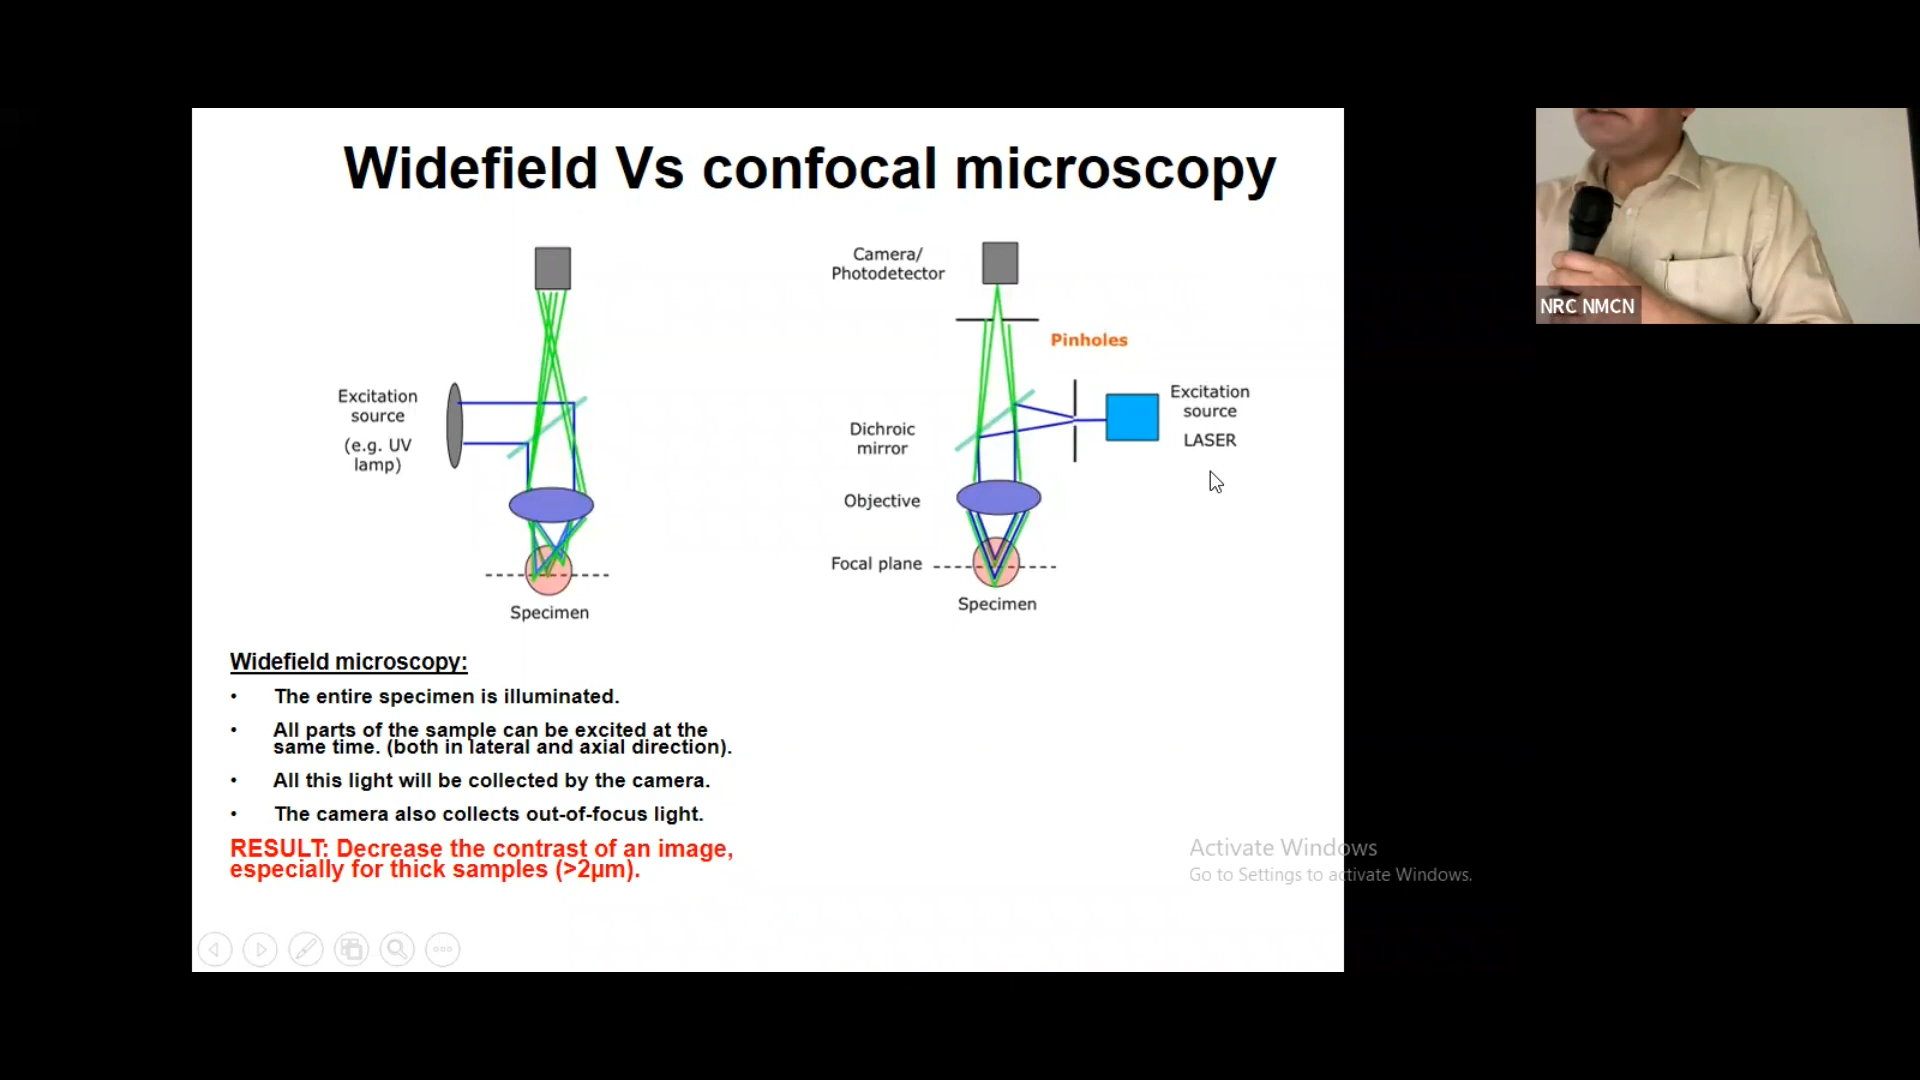 Widefield Vs confocal microscopy
Camera/
Photodetector
Pinholes
Excitation
source
(e.g. UV
lamp)
Excitation
source
LASER
Dichroic
mirror
Objective
Focal plane
Specimen
Specimen
Widefield microscopy:
• The entire specimen is illuminated.
• All parts of the sample can be excited at the
same time. (both in lateral and axial direction).
• All this light will be collected by the camera.
• The camera also collects out-of-focus light.
RESULT: Decrease the contrast of an image,
especially for thick samples (>2µm).
NRC NMCN
Activate Windows
Go to Settings to activate Windows.